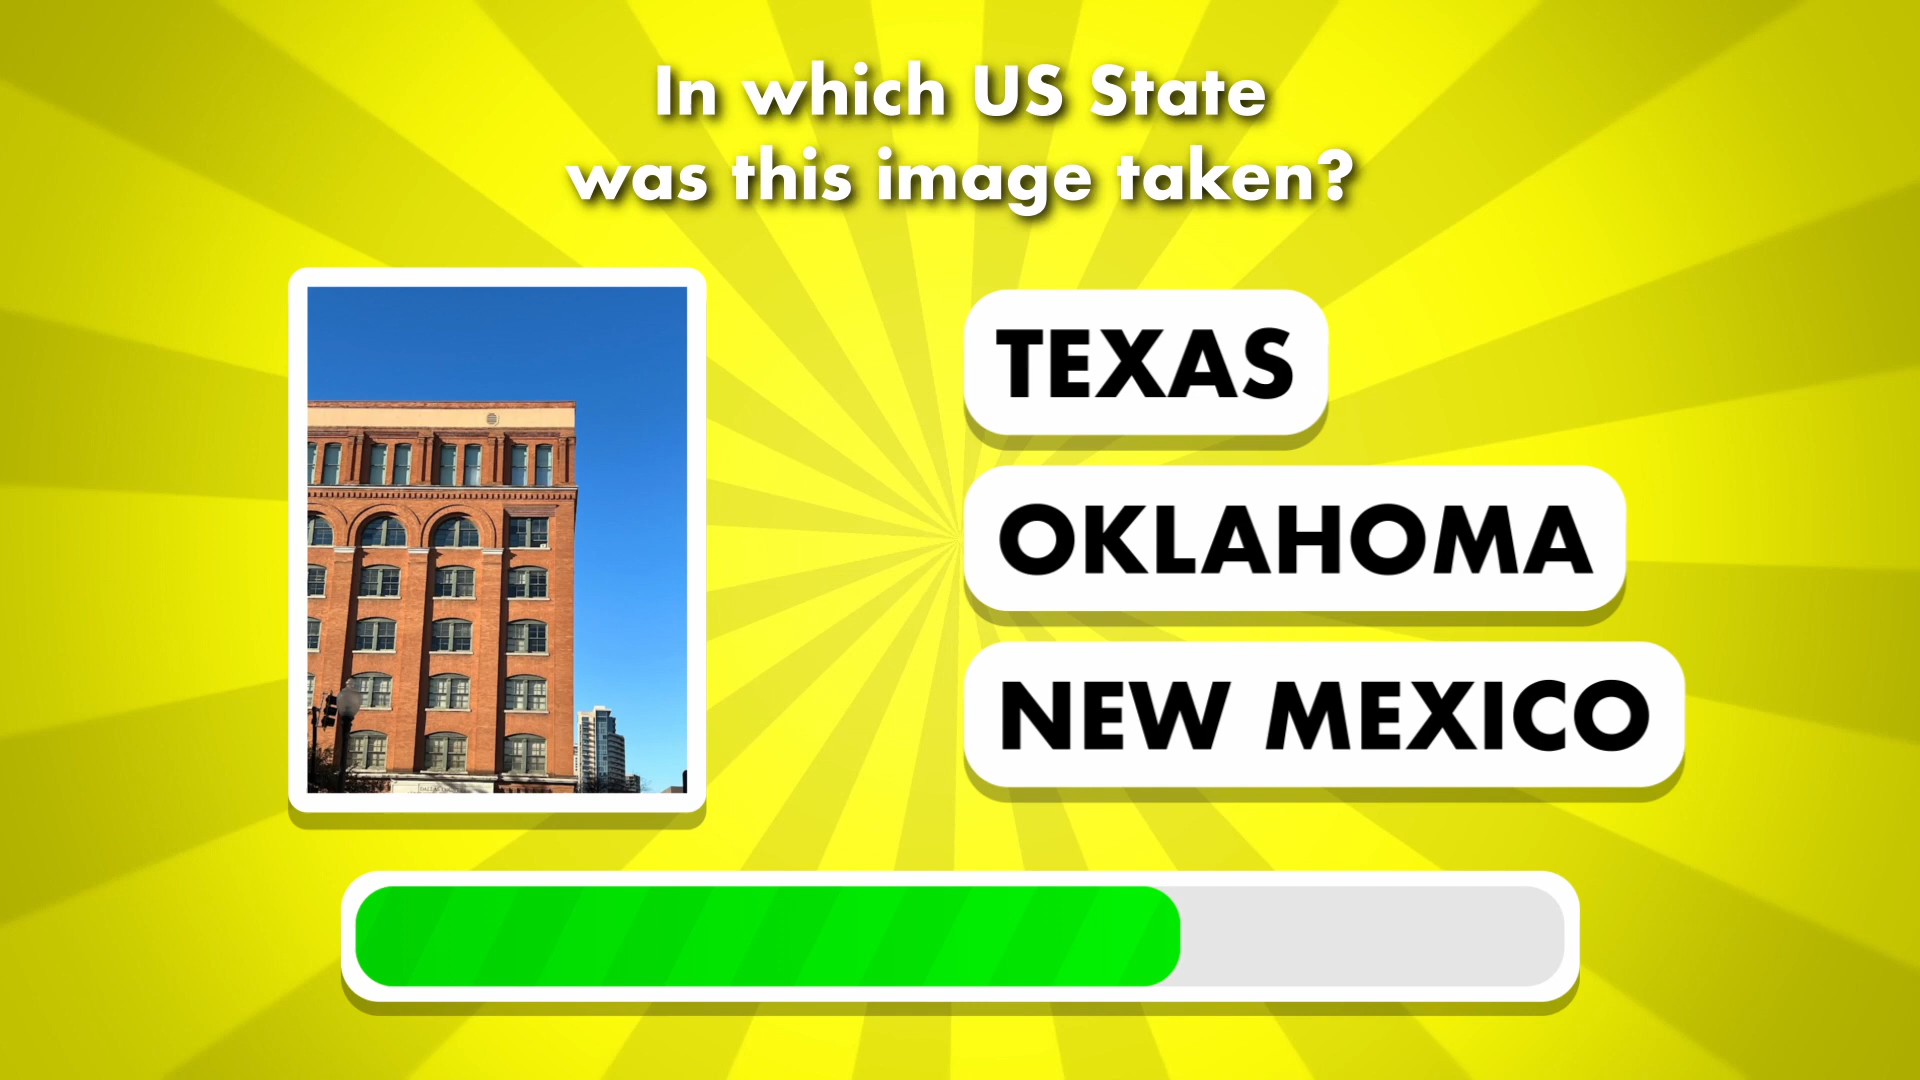 In which US State
was this image taken?
TEXAS
OKLAHOMA
NEW MEXICO